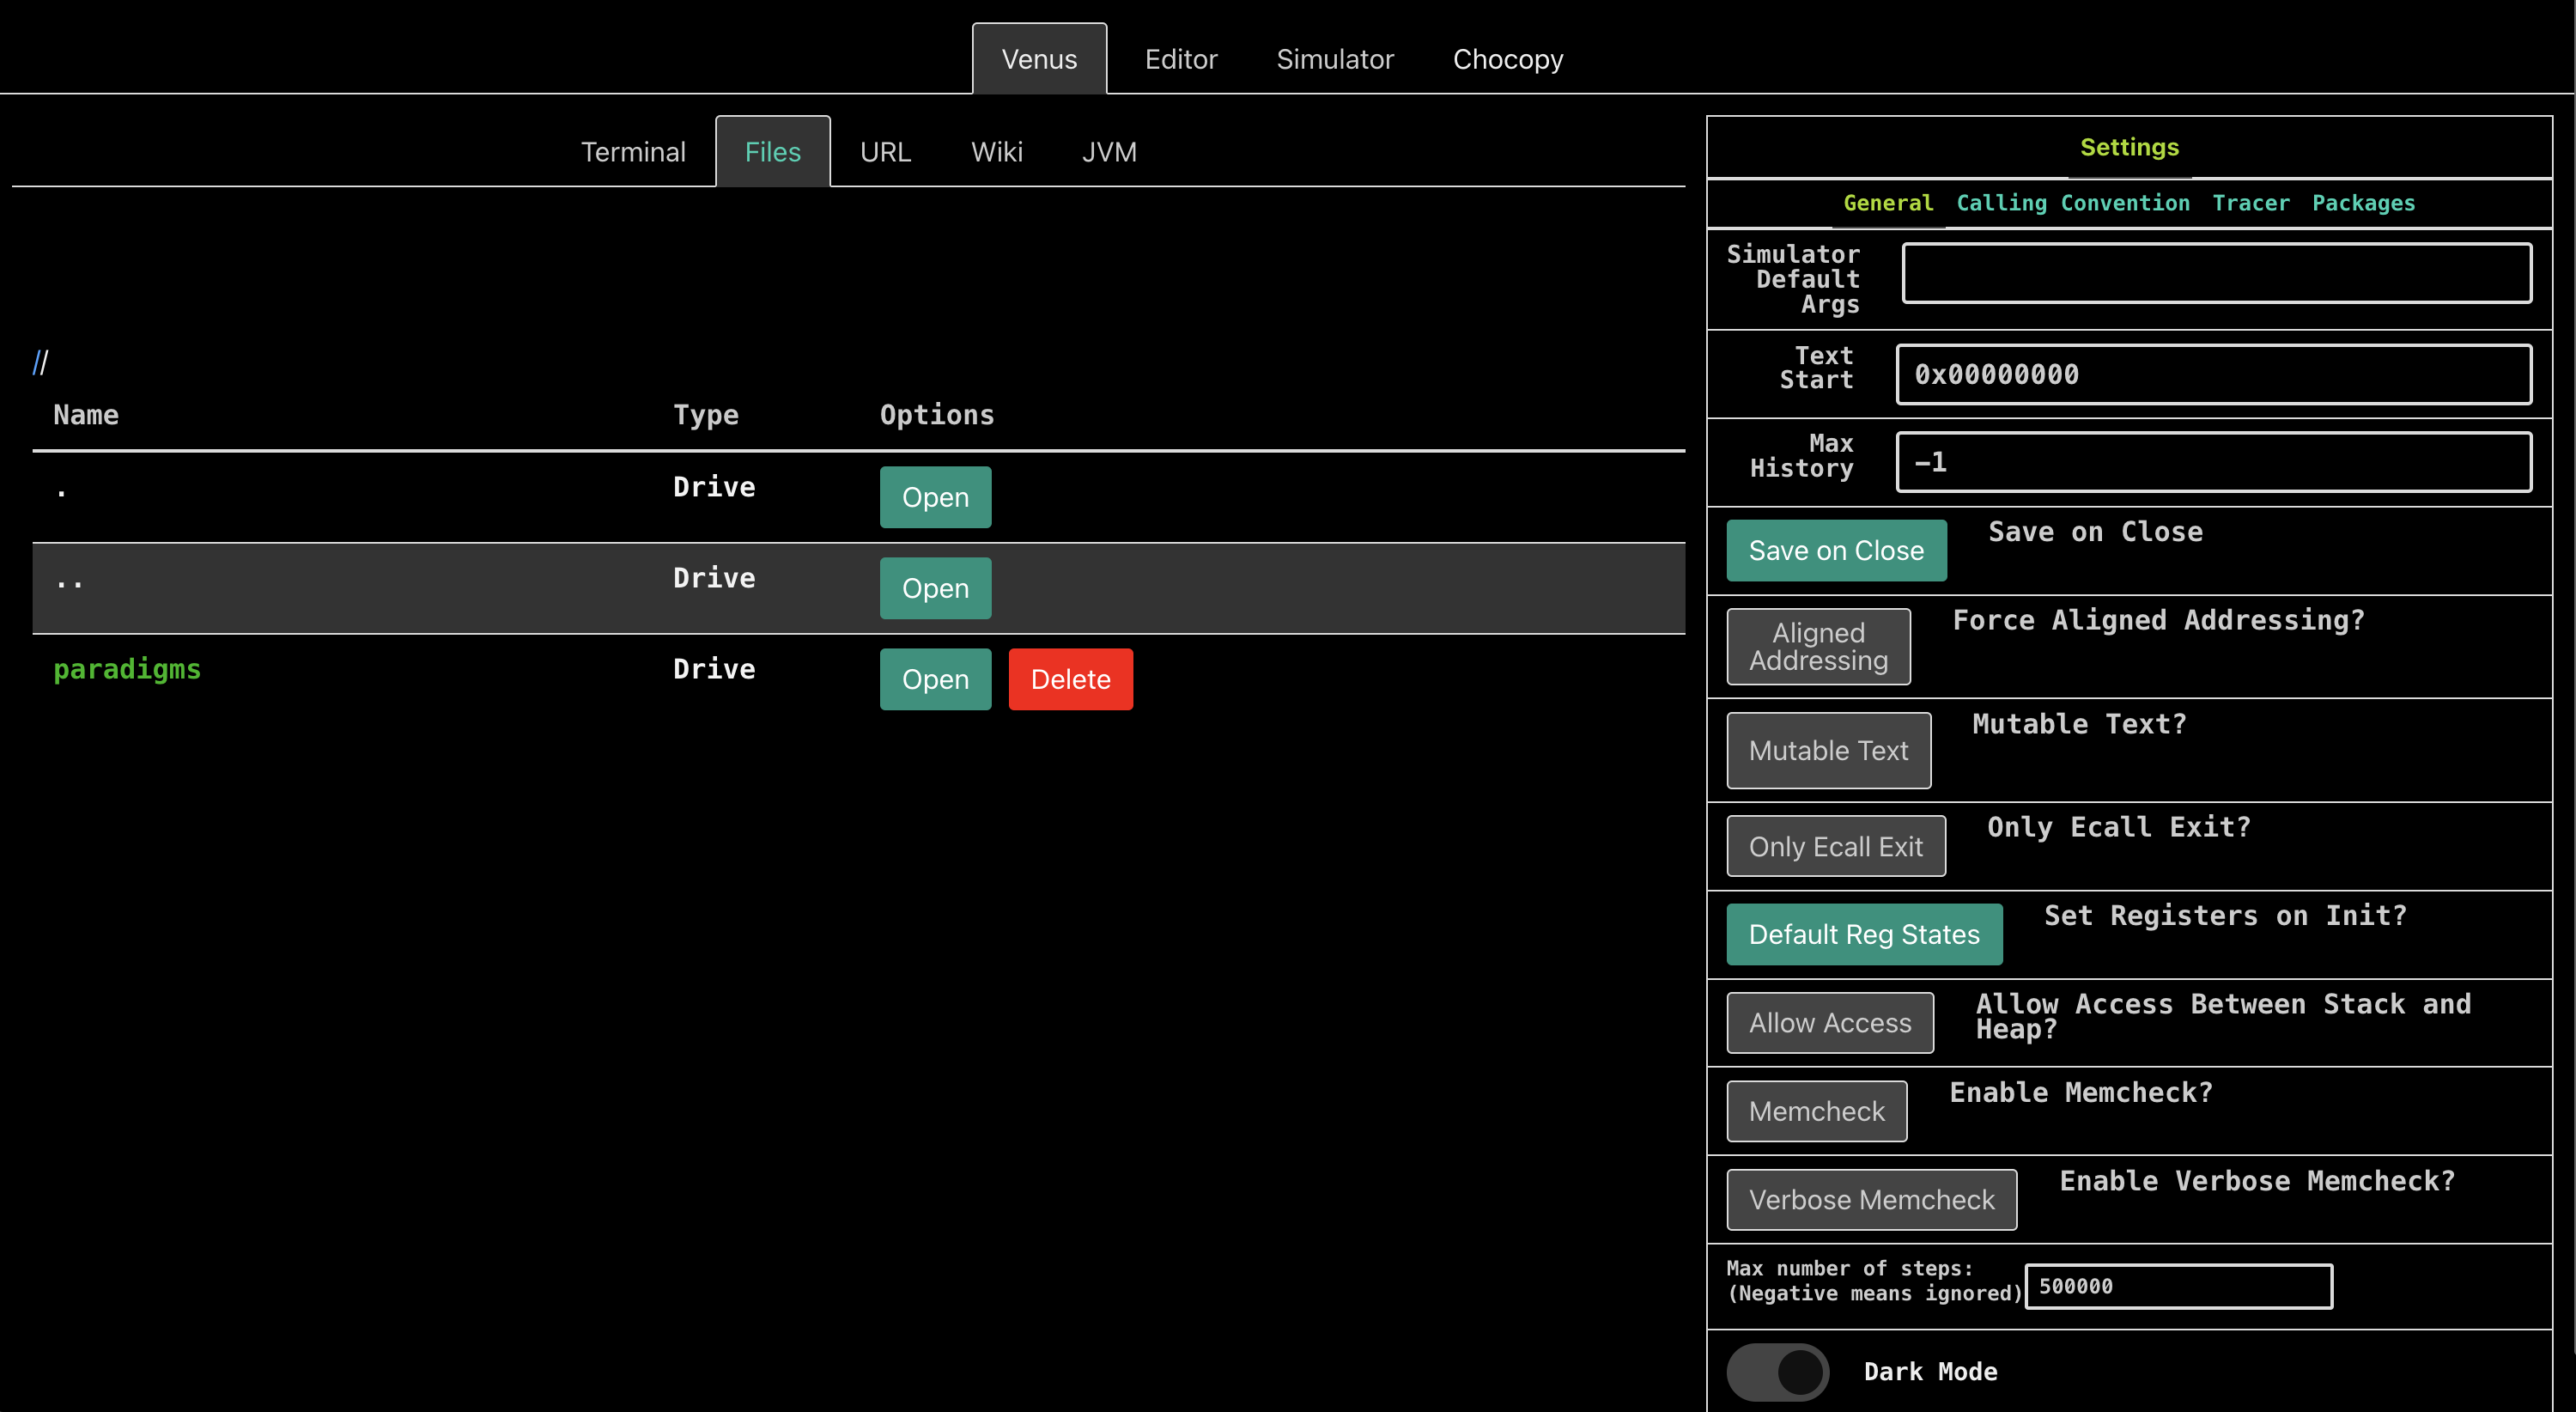 Venus Editor Simulator Chocopy
Terminal Files URL Wiki JVM
//
Name Type Options
. Drive Open
.. Drive Open
paradigms Drive Open Delete
Settings
General Calling Convention Tracer Packages
Simulator
Default
Args
Text
Start
0x00000000
Max
History
-1
Save on Close Save on Close
Aligned
Addressing
Force Aligned Addressing?
Mutable Text Mutable Text?
Only Ecall Exit Only Ecall Exit?
Default Reg States Set Registers on Init?
Allow Access
Allow Access Between Stack and
Heap?
Memcheck Enable Memcheck?
Verbose Memcheck Enable Verbose Memcheck?
Max number of steps:
(Negative means ignored)
500000
Dark Mode